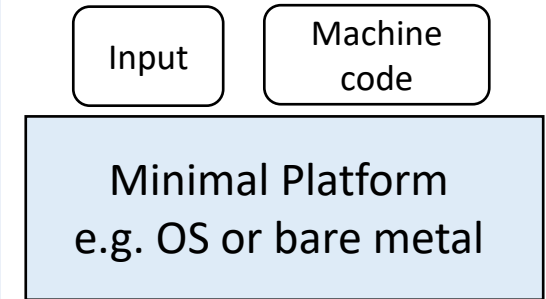 Input
Machine
code
Minimal Platform
e.g. OS or bare metal